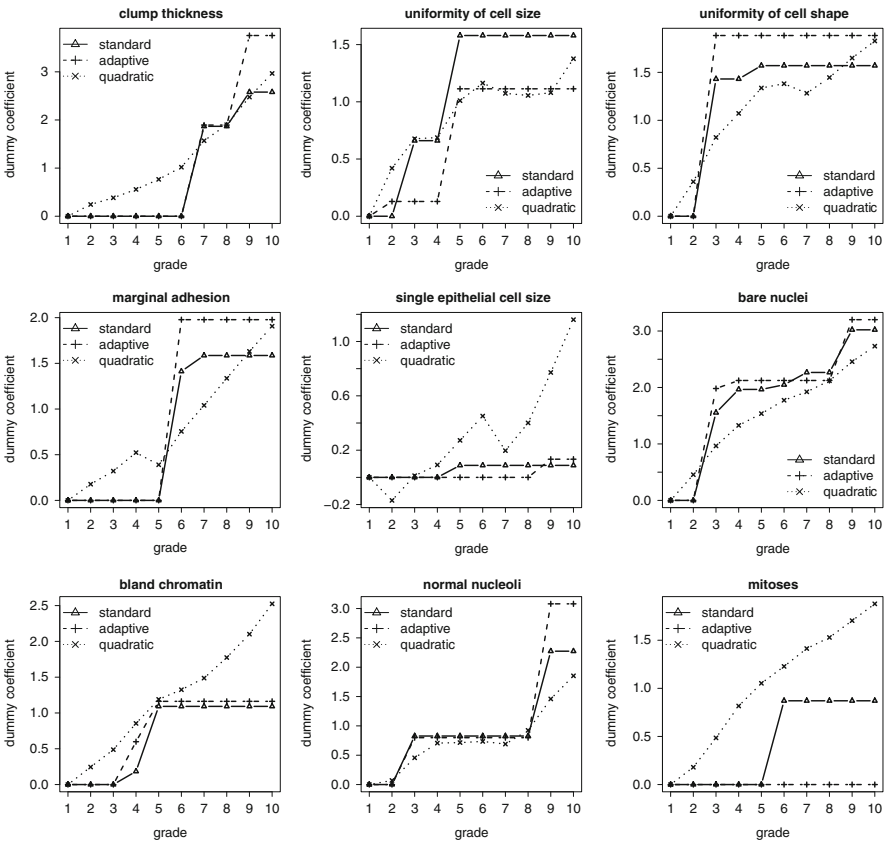 clump thickness
dummy coefficient
3
2
1
0
standard
adaptive
quadratic
1 2 3 4 5 6 7 8 9 10
grade
uniformity of cell size
dummy coefficient
1.5
1.0
0.5
0.0
standard
adaptive
quadratic
1 2 3 4 5 6 7 8 9 10
grade
uniformity of cell shape
dummy coefficient
1.5
1.0
0.5
0.0
standard
adaptive
quadratic
1 2 3 4 5 6 7 8 9 10
grade
marginal adhesion
dummy coefficient
2.0
1.5
1.0
0.5
0.0
standard
adaptive
quadratic
1 2 3 4 5 6 7 8 9 10
grade
single epithelial cell size
dummy coefficient
1.0
0.6
0.2
−0.2
standard
adaptive
quadratic
1 2 3 4 5 6 7 8 9 10
grade
bare nuclei
dummy coefficient
3.0
2.0
1.0
0.0
standard
adaptive
quadratic
1 2 3 4 5 6 7 8 9 10
grade
bland chromatin
dummy coefficient
2.5
2.0
1.5
1.0
0.5
0.0
standard
adaptive
quadratic
1 2 3 4 5 6 7 8 9 10
grade
normal nucleoli
dummy coefficient
3.0
2.5
2.0
1.5
1.0
0.5
0.0
standard
adaptive
quadratic
1 2 3 4 5 6 7 8 9 10
grade
mitoses
dummy coefficient
1.5
1.0
0.5
0.0
standard
adaptive
quadratic
1 2 3 4 5 6 7 8 9 10
grade